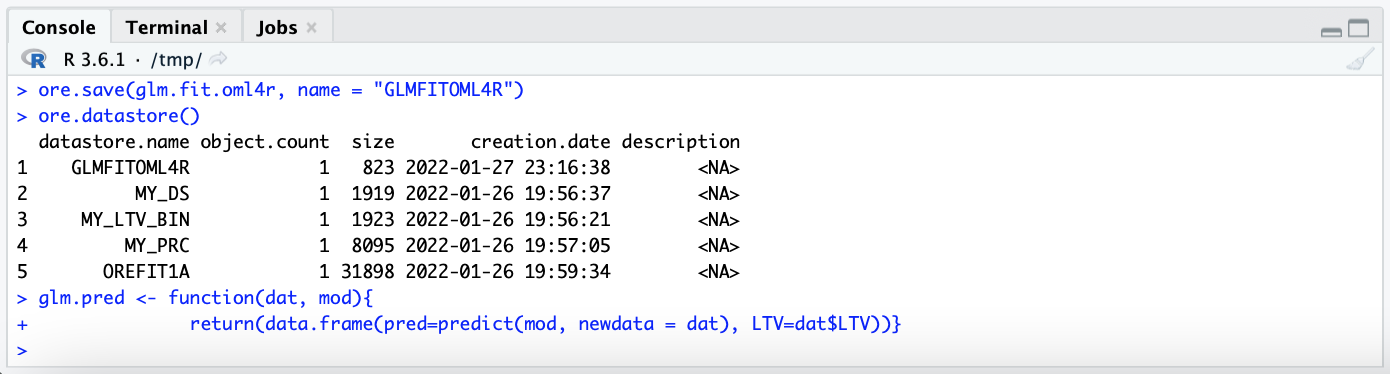 Console Terminal × Jobs ×
R R 3.6.1 · /tmp/
> ore.save(glm.fit.oml4r, name = "GLMFITOML4R")
> ore.datastore()
  datastore.name object.count  size       creation.date description
1    GLMFITOML4R            1   823 2022-01-27 23:16:38        <NA>
2          MY_DS            1  1919 2022-01-26 19:56:37        <NA>
3     MY_LTV_BIN            1  1923 2022-01-26 19:56:21        <NA>
4         MY_PRC            1  8095 2022-01-26 19:57:05        <NA>
5       OREFIT1A            1 31898 2022-01-26 19:59:34        <NA>
> glm.pred <- function(dat, mod){
+               return(data.frame(pred=predict(mod, newdata = dat), LTV=dat$LTV))}
>